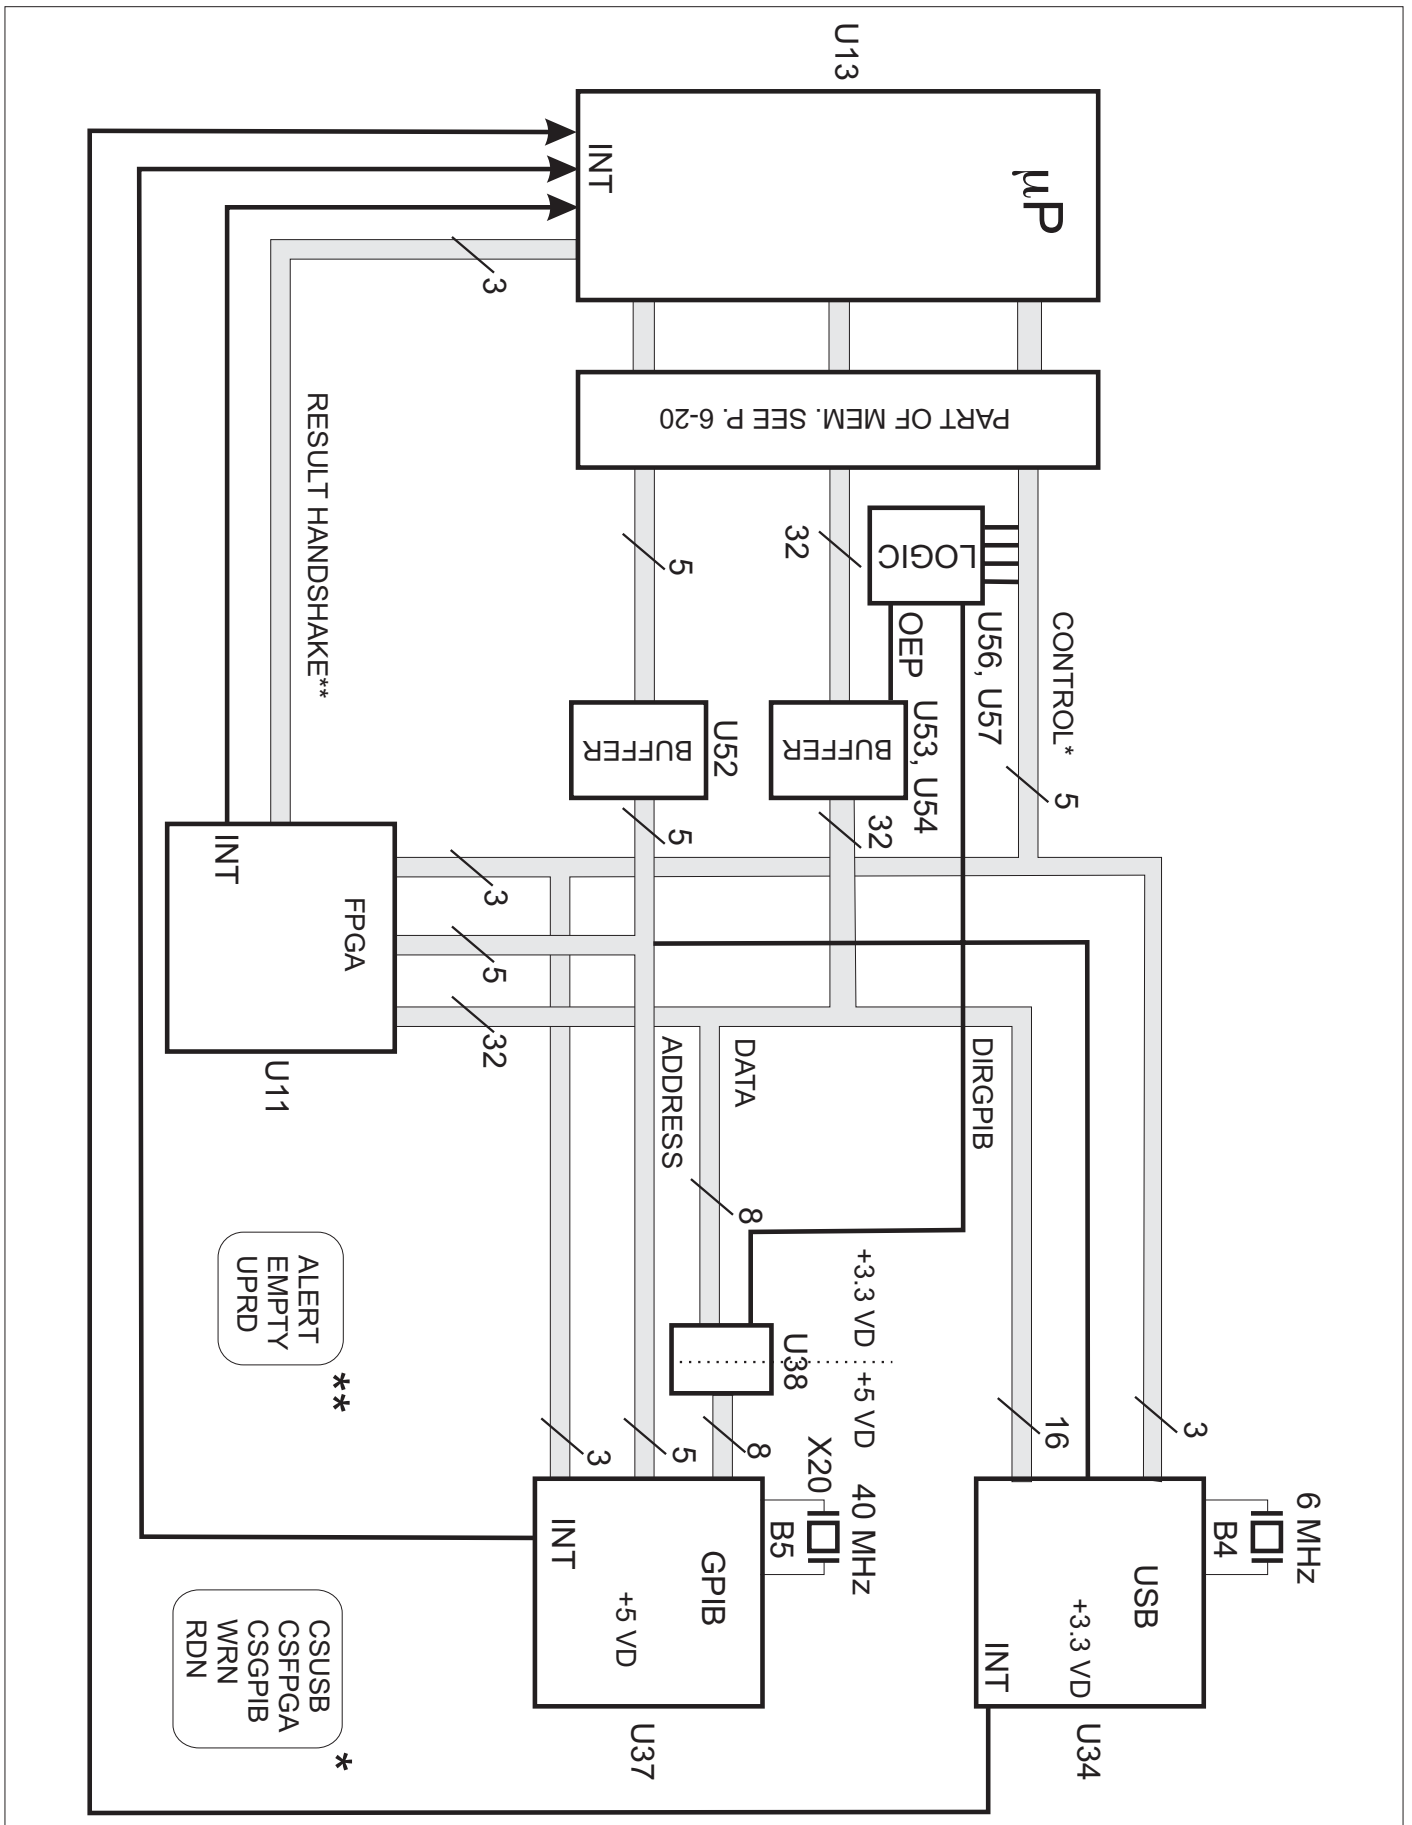 6 MHz
B4
USB
+3.3 VD
INT
U34
3
16
40 MHz
X20
B5
GPIB
+5 VD
INT
U37
8
5
3
+3.3 VD
+5 VD
U38
8
DIRGPIB
DATA
ADDRESS
CONTROL*
5
U56, U57
LOGIC
OEP
U53, U54
BUFFER
32
32
U52
BUFFER
5
5
PART OF MEM. SEE P. 6-20
µP
INT
U13
3
RESULT HANDSHAKE**
3
5
32
FPGA
INT
U11
ALERT
EMPTY
UPRD
**
CSUSB
CSFPGA
CSGPIB
WRN
RDN
*